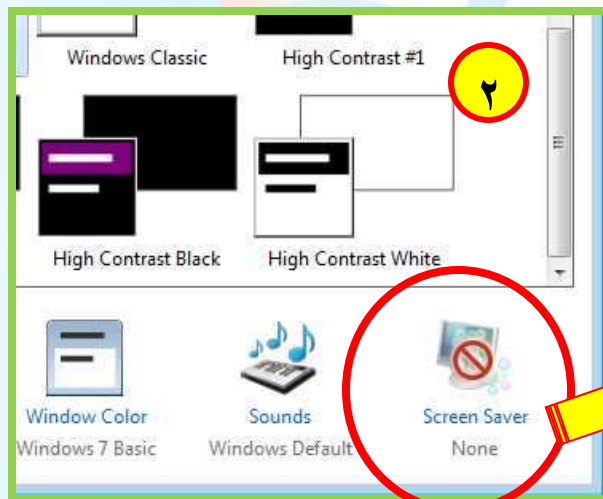 Windows Classic
High Contrast #1
٢
High Contrast Black
High Contrast White
Window Color
Sounds
Screen Saver
Windows 7 Basic
Windows Default
None